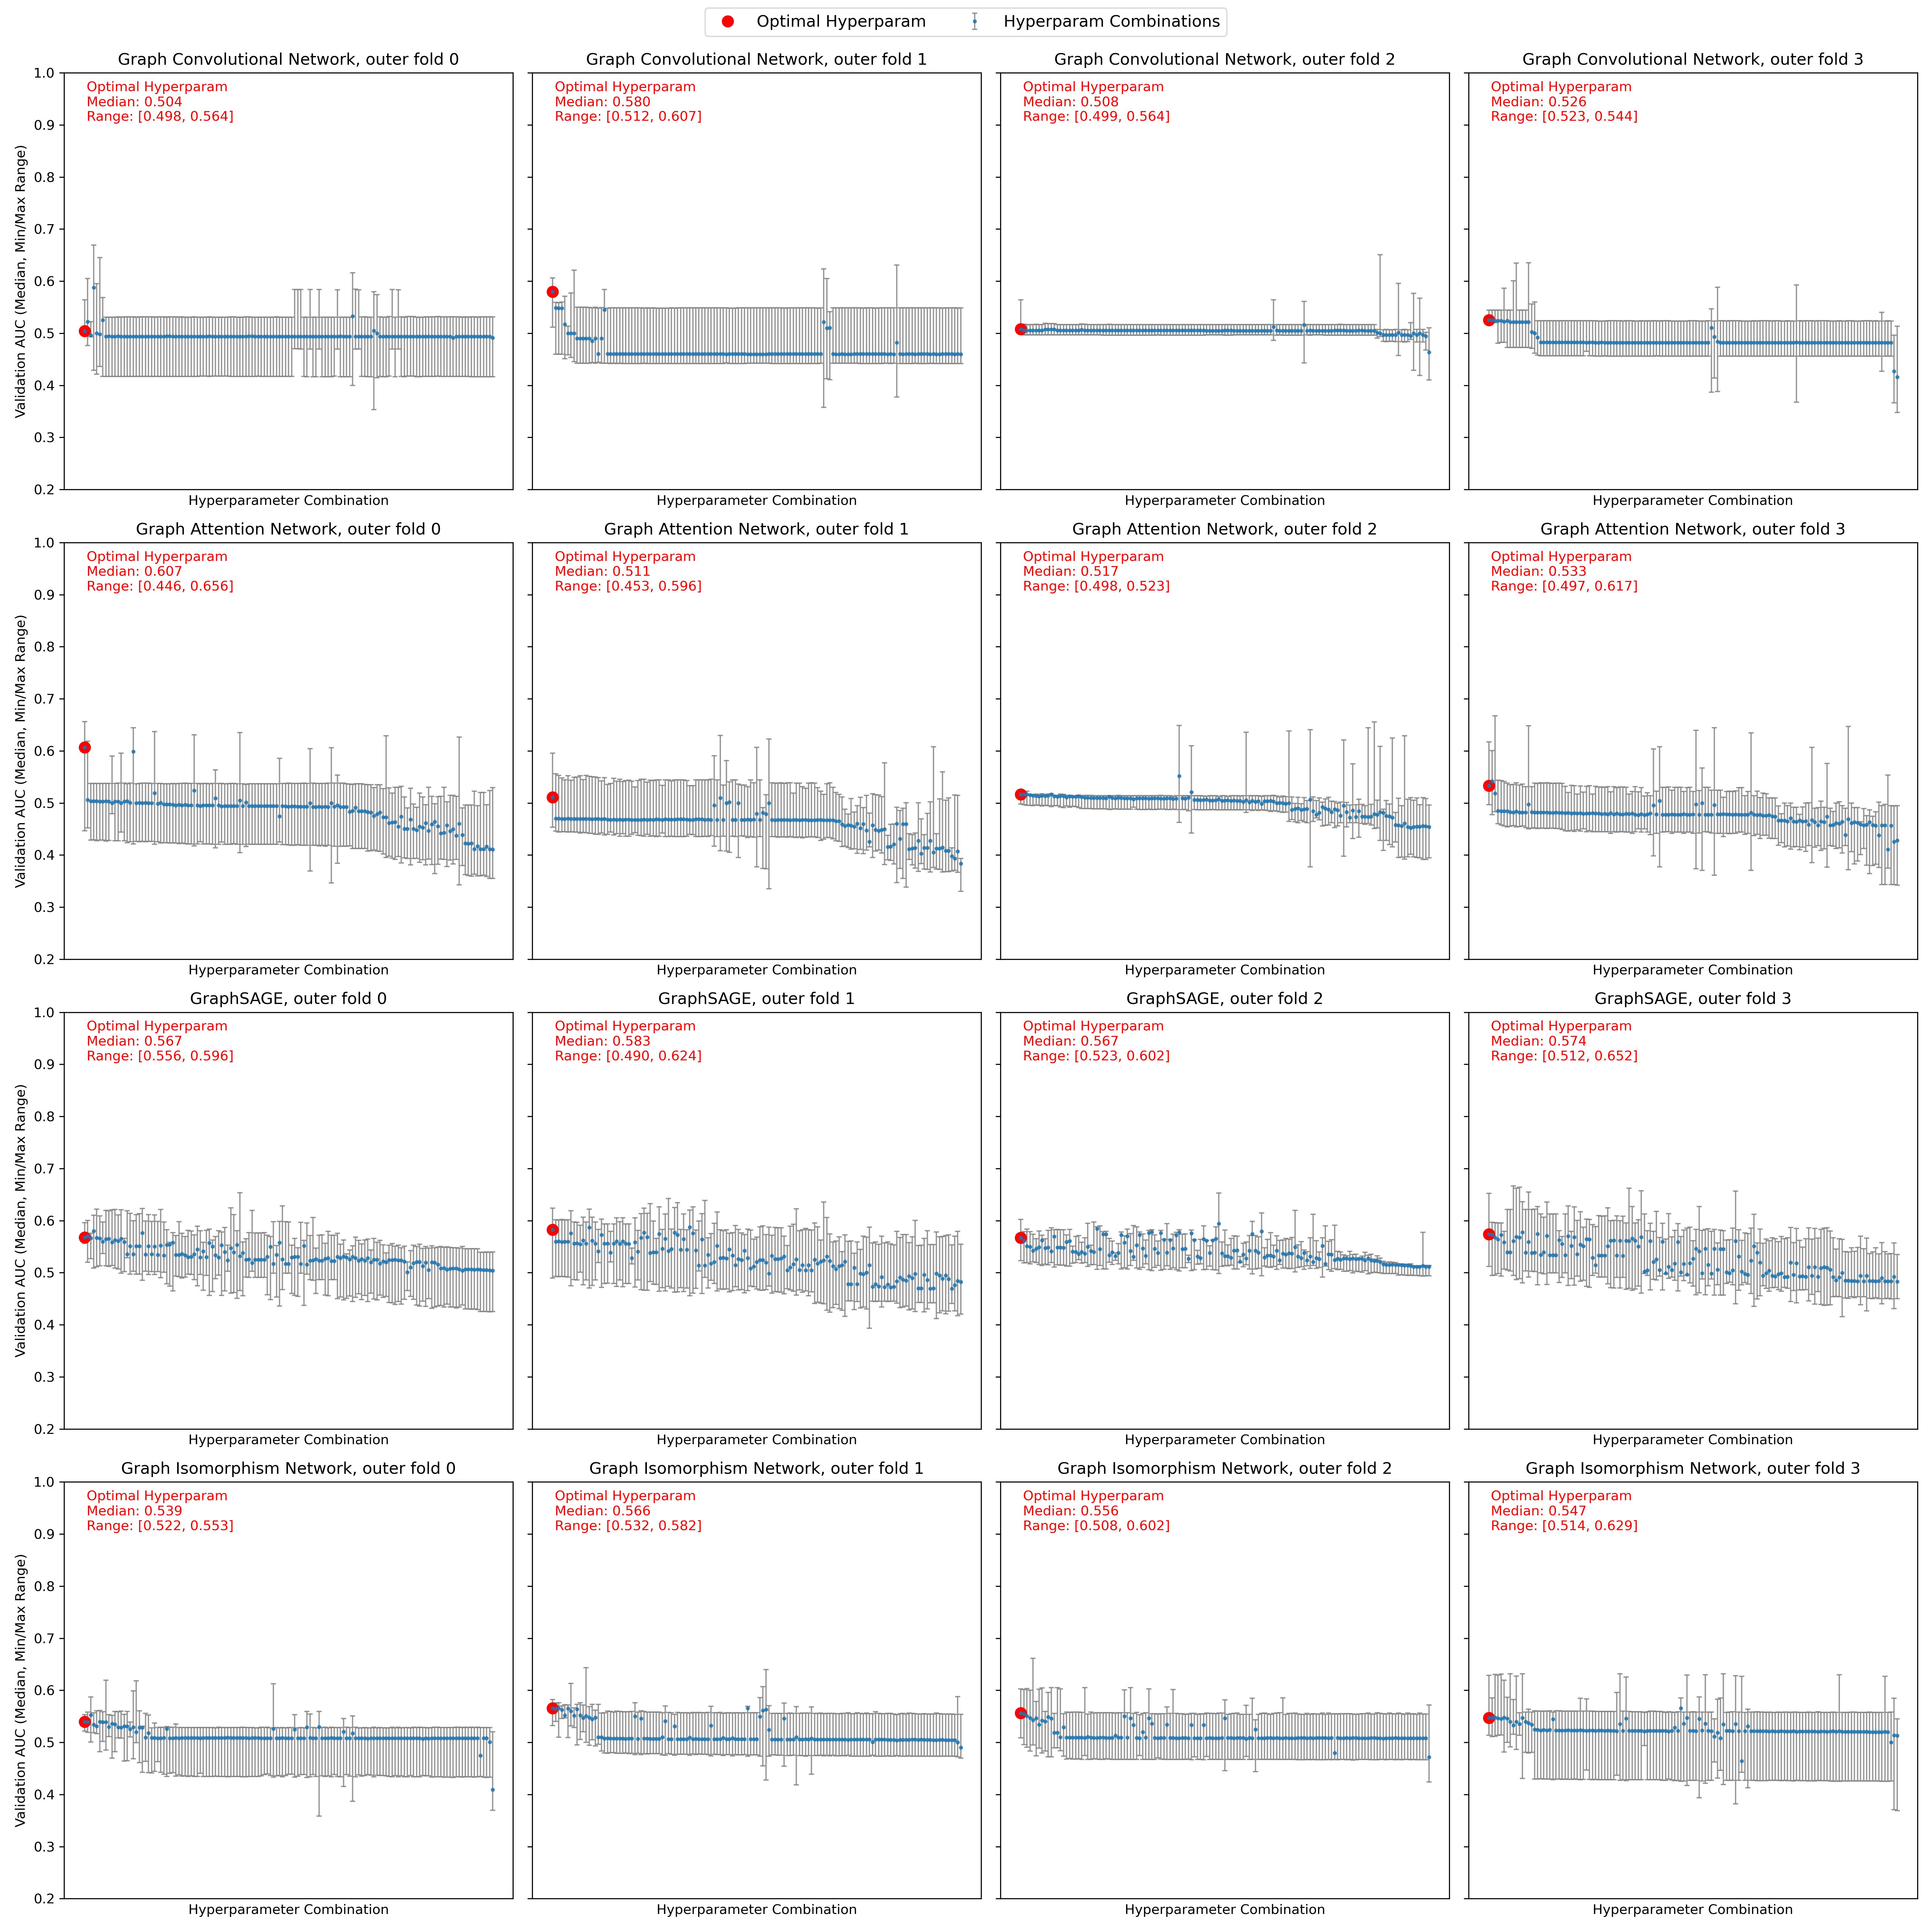 Optimal Hyperparam
Hyperparam Combinations
Graph Convolutional Network, outer fold 0
Graph Convolutional Network, outer fold 1
Graph Convolutional Network, outer fold 2
Graph Convolutional Network, outer fold 3
Validation AUC (Median, Min/Max Range)
1.0
0.9
0.8
0.7
0.6
0.5
0.4
0.3
0.2
Optimal Hyperparam
Median: 0.504
Range: [0.498, 0.564]
Optimal Hyperparam
Median: 0.580
Range: [0.512, 0.607]
Optimal Hyperparam
Median: 0.508
Range: [0.499, 0.564]
Optimal Hyperparam
Median: 0.526
Range: [0.523, 0.544]
Hyperparameter Combination
Hyperparameter Combination
Hyperparameter Combination
Hyperparameter Combination
Graph Attention Network, outer fold 0
Graph Attention Network, outer fold 1
Graph Attention Network, outer fold 2
Graph Attention Network, outer fold 3
Validation AUC (Median, Min/Max Range)
1.0
0.9
0.8
0.7
0.6
0.5
0.4
0.3
0.2
Optimal Hyperparam
Median: 0.607
Range: [0.446, 0.656]
Optimal Hyperparam
Median: 0.511
Range: [0.453, 0.596]
Optimal Hyperparam
Median: 0.517
Range: [0.498, 0.523]
Optimal Hyperparam
Median: 0.533
Range: [0.497, 0.617]
Hyperparameter Combination
Hyperparameter Combination
Hyperparameter Combination
Hyperparameter Combination
GraphSAGE, outer fold 0
GraphSAGE, outer fold 1
GraphSAGE, outer fold 2
GraphSAGE, outer fold 3
Validation AUC (Median, Min/Max Range)
1.0
0.9
0.8
0.7
0.6
0.5
0.4
0.3
0.2
Optimal Hyperparam
Median: 0.567
Range: [0.556, 0.596]
Optimal Hyperparam
Median: 0.583
Range: [0.490, 0.624]
Optimal Hyperparam
Median: 0.567
Range: [0.523, 0.602]
Optimal Hyperparam
Median: 0.574
Range: [0.512, 0.652]
Hyperparameter Combination
Hyperparameter Combination
Hyperparameter Combination
Hyperparameter Combination
Graph Isomorphism Network, outer fold 0
Graph Isomorphism Network, outer fold 1
Graph Isomorphism Network, outer fold 2
Graph Isomorphism Network, outer fold 3
Validation AUC (Median, Min/Max Range)
1.0
0.9
0.8
0.7
0.6
0.5
0.4
0.3
0.2
Optimal Hyperparam
Median: 0.539
Range: [0.522, 0.553]
Optimal Hyperparam
Median: 0.566
Range: [0.532, 0.582]
Optimal Hyperparam
Median: 0.556
Range: [0.508, 0.602]
Optimal Hyperparam
Median: 0.547
Range: [0.514, 0.629]
Hyperparameter Combination
Hyperparameter Combination
Hyperparameter Combination
Hyperparameter Combination